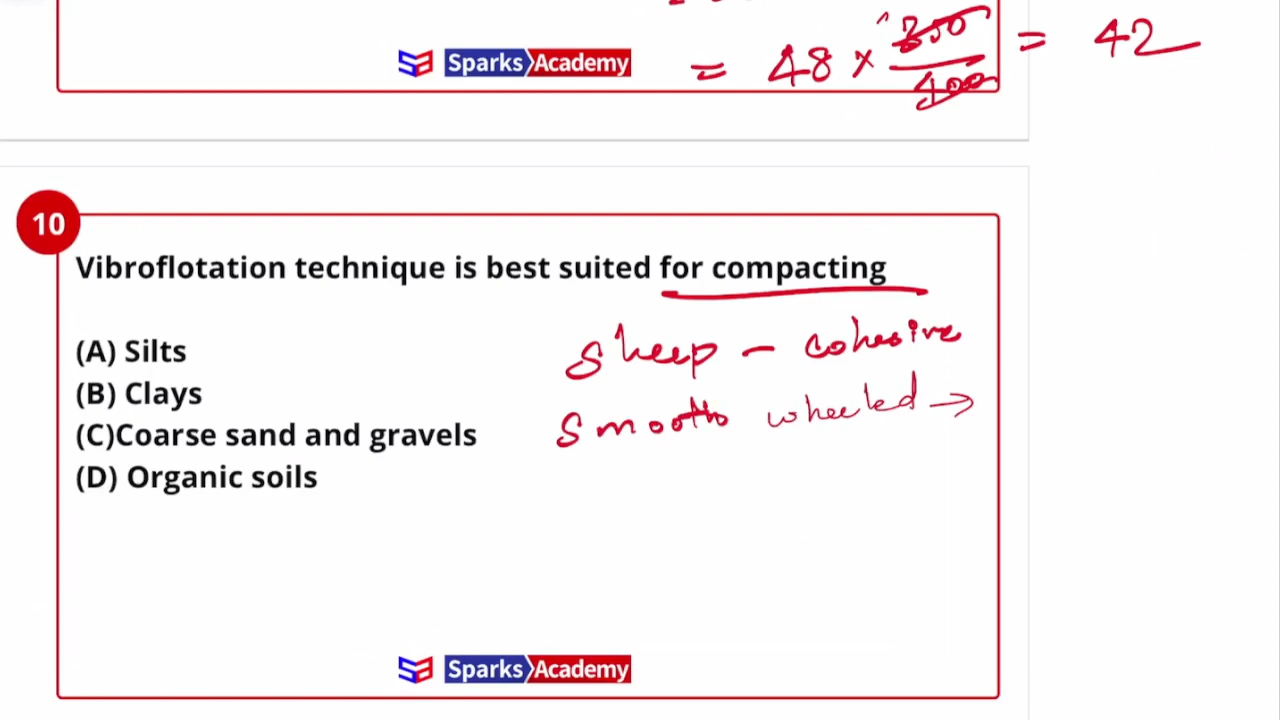 = 48 × 350/400 = 42
Sparks Academy
10
Vibroflotation technique is best suited for compacting
(A) Silts
(B) Clays
(C)Coarse sand and gravels
(D) Organic soils
Sheep - cohesive
Smooth wheeled →
Sparks Academy